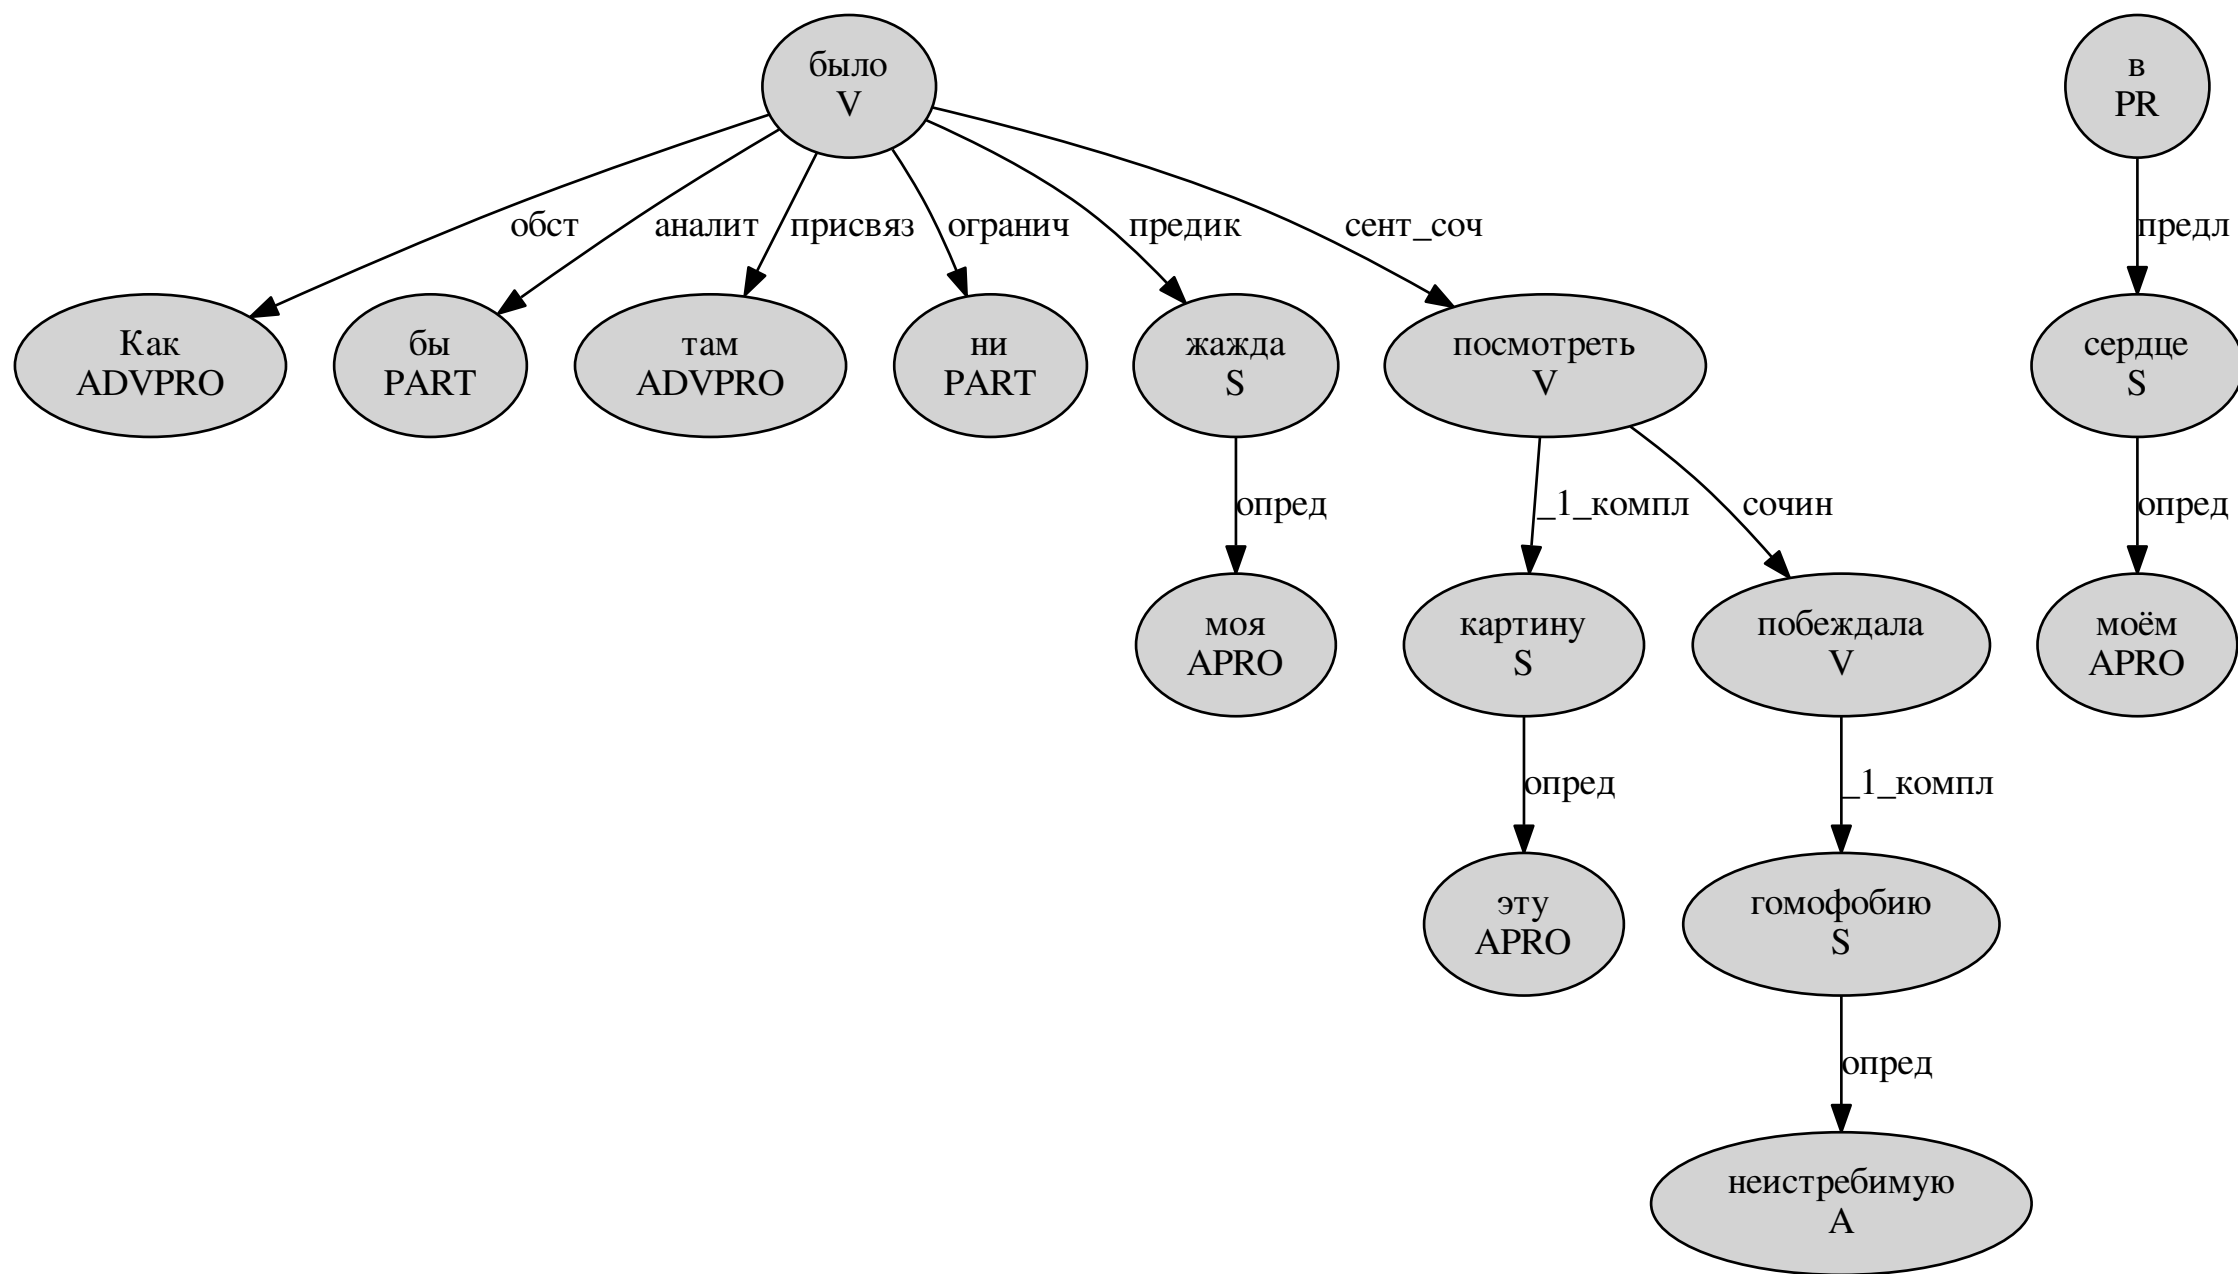 было
V
в
PR
обст
аналит
присвяз
огранич
предик
сент_соч
предл
Как
ADVPRO
бы
PART
там
ADVPRO
ни
PART
жажда
S
посмотреть
V
сердце
S
опред
_1_компл
сочин
опред
моя
APRO
картину
S
побеждала
V
моём
APRO
опред
_1_компл
эту
APRO
гомофобию
S
опред
неистребимую
A